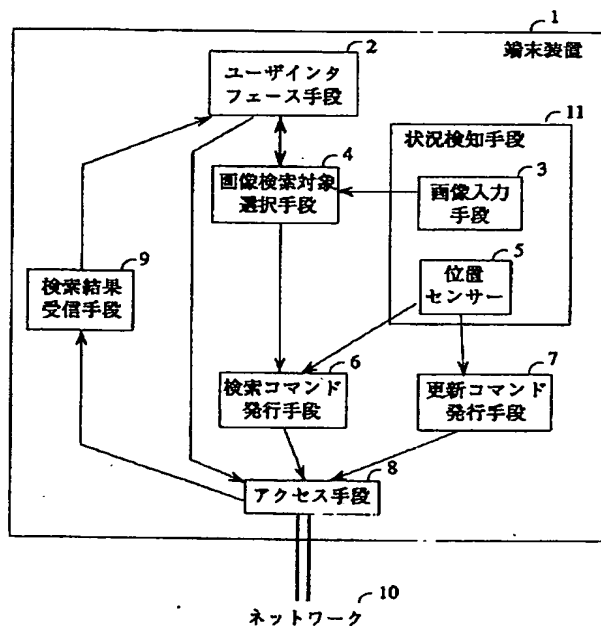 1
端末装置
2
ユーザインタ
フェース手段
11
状況検知手段
4
画像検索対象
選択手段
3
画像入力
手段
9
検索結果
受信手段
5
位置
センサー
6
検索コマンド
発行手段
7
更新コマンド
発行手段
8
アクセス手段
10
ネットワーク